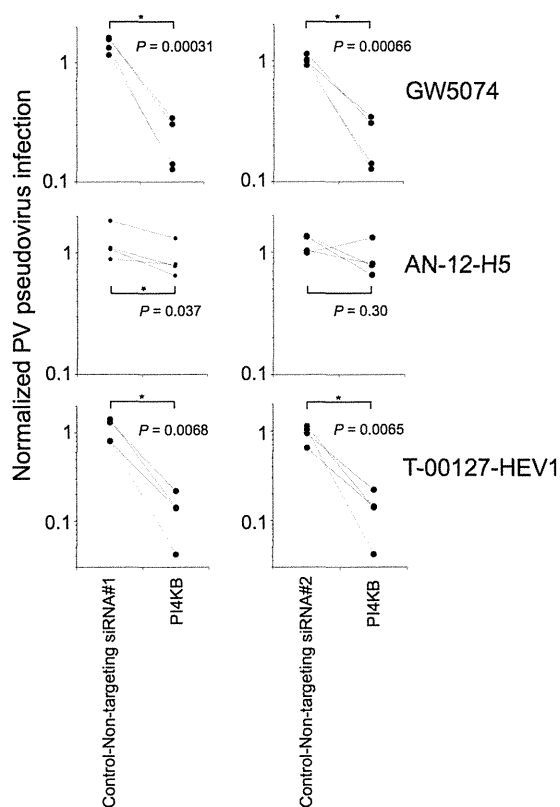 Normalized PV pseudovirus infection
*
P = 0.00031
1
0.1
*
P = 0.00066
1
0.1
GW5074
1
*
P = 0.037
0.1
1
P = 0.30
0.1
AN-12-H5
*
P = 0.0068
1
0.1
*
P = 0.0065
1
0.1
T-00127-HEV1
Control-Non-targeting siRNA#1
PI4KB
Control-Non-targeting siRNA#2
PI4KB